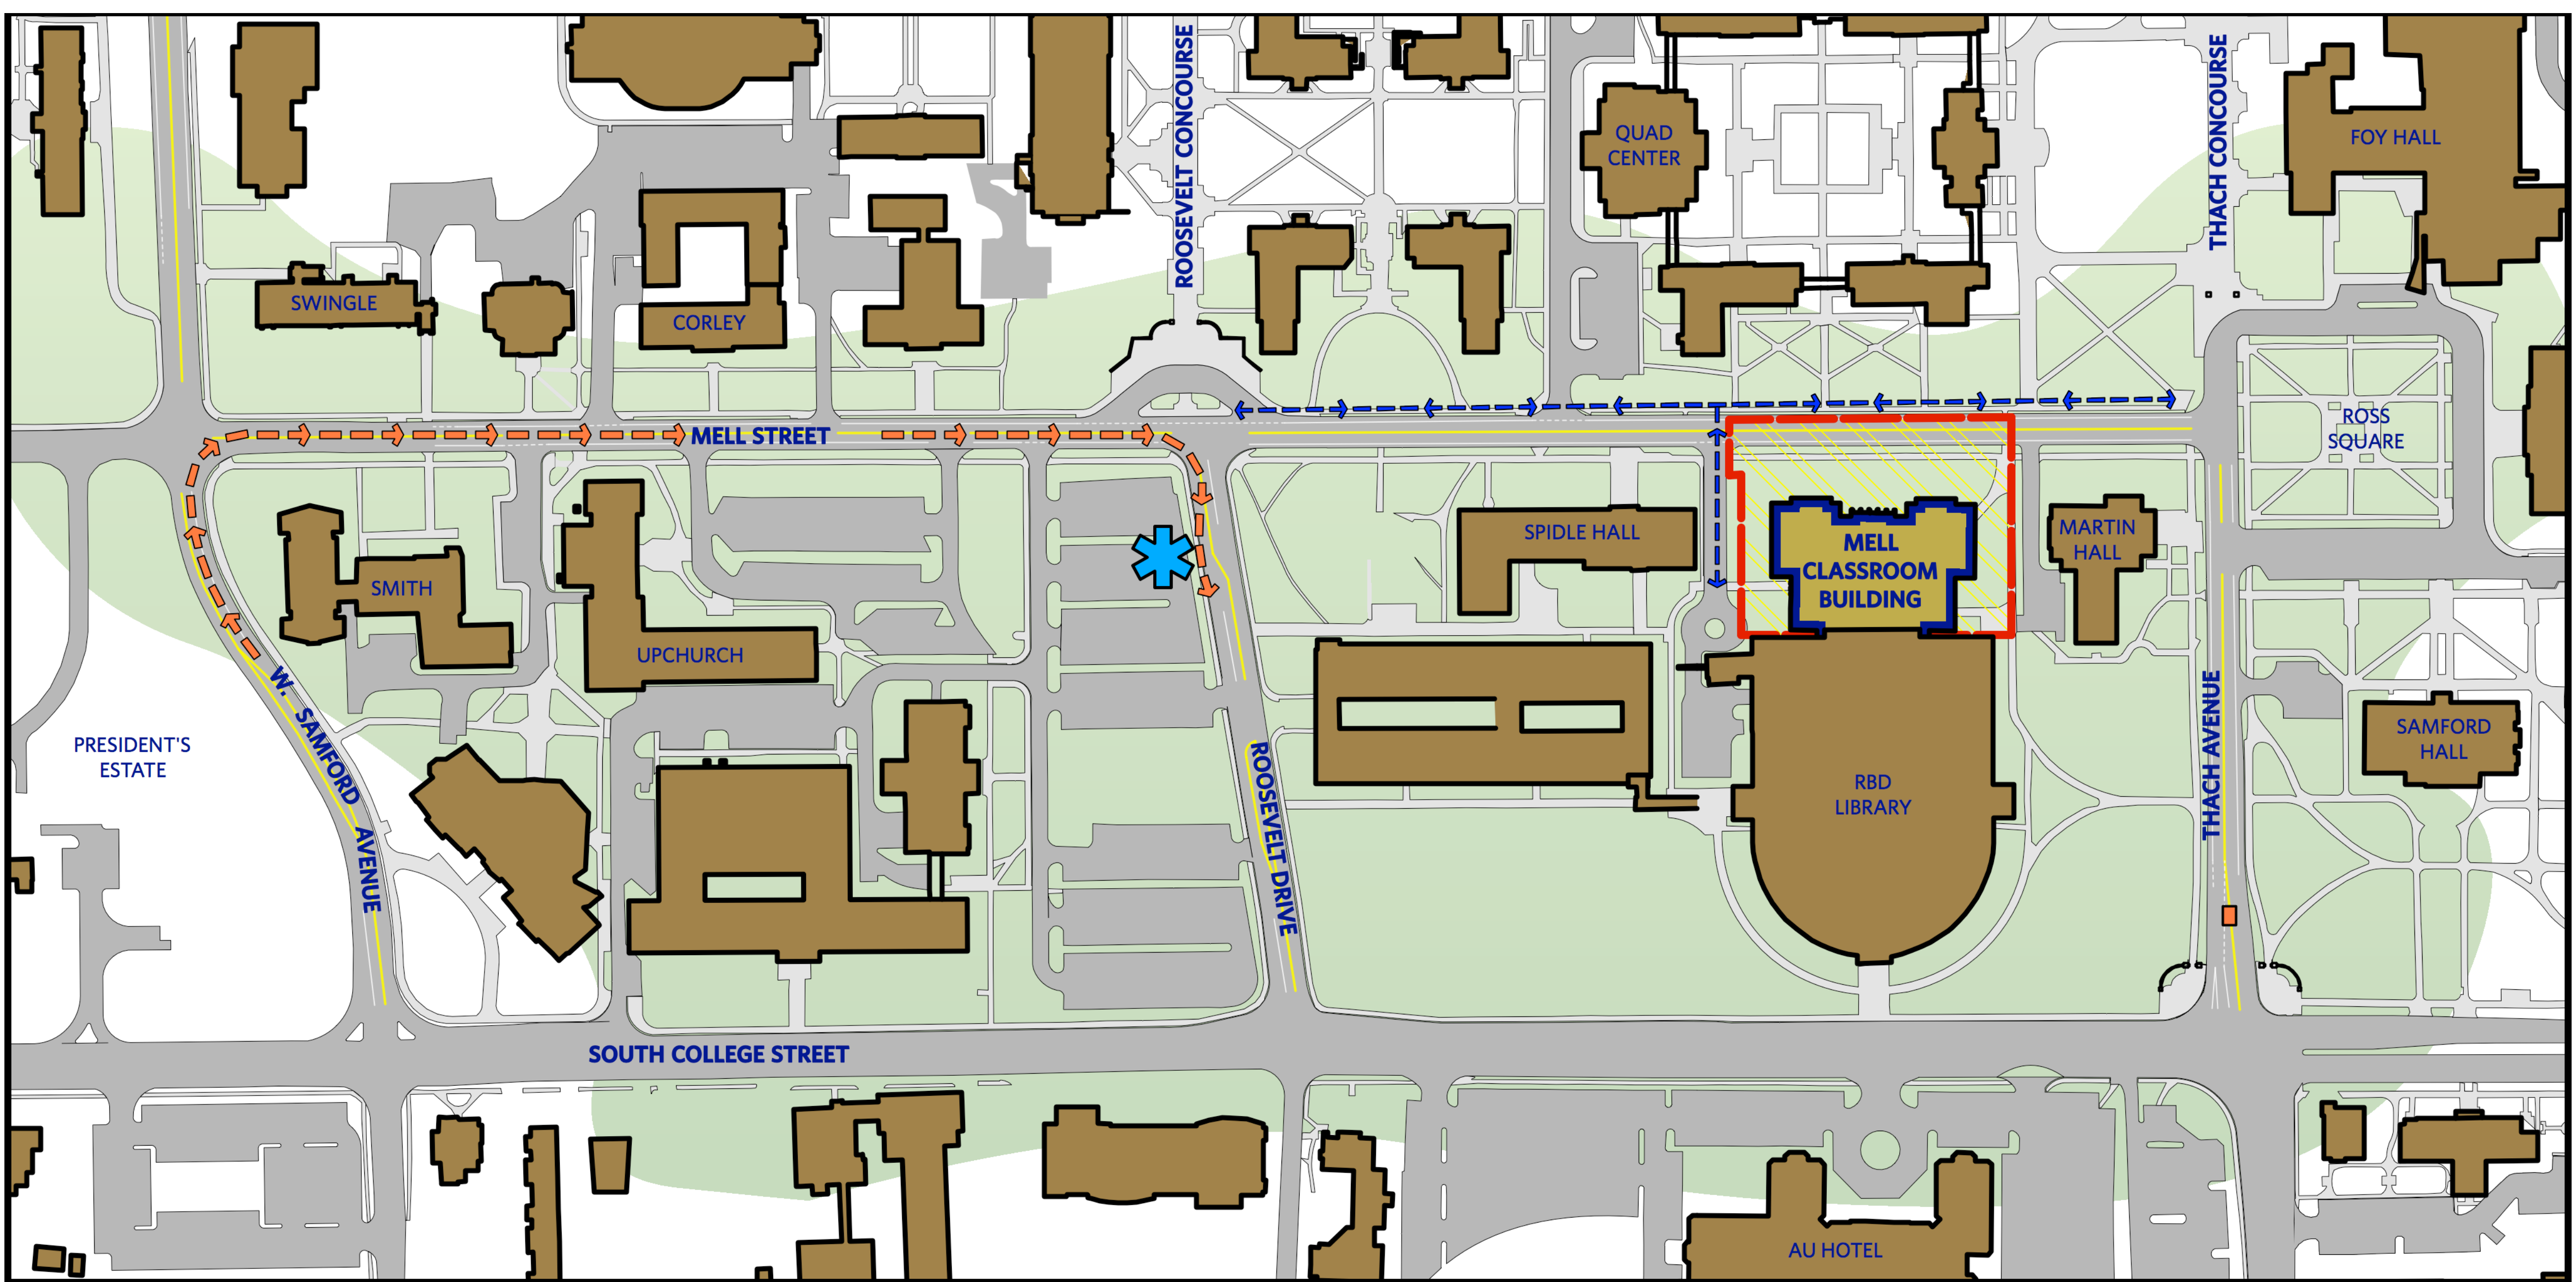 ROOSEVELT CONCOURSE
THACH CONCOURSE
QUAD
CENTER
FOY HALL
SWINGLE
CORLEY
MELL STREET
ROSS
SQUARE
SPIDLE HALL
MELL
CLASSROOM
BUILDING
MARTIN
HALL
SMITH
UPCHURCH
W. SAMFORD AVENUE
PRESIDENT'S
ESTATE
ROOSEVELT DRIVE
RBD
LIBRARY
THACH AVENUE
SAMFORD
HALL
SOUTH COLLEGE STREET
AU HOTEL